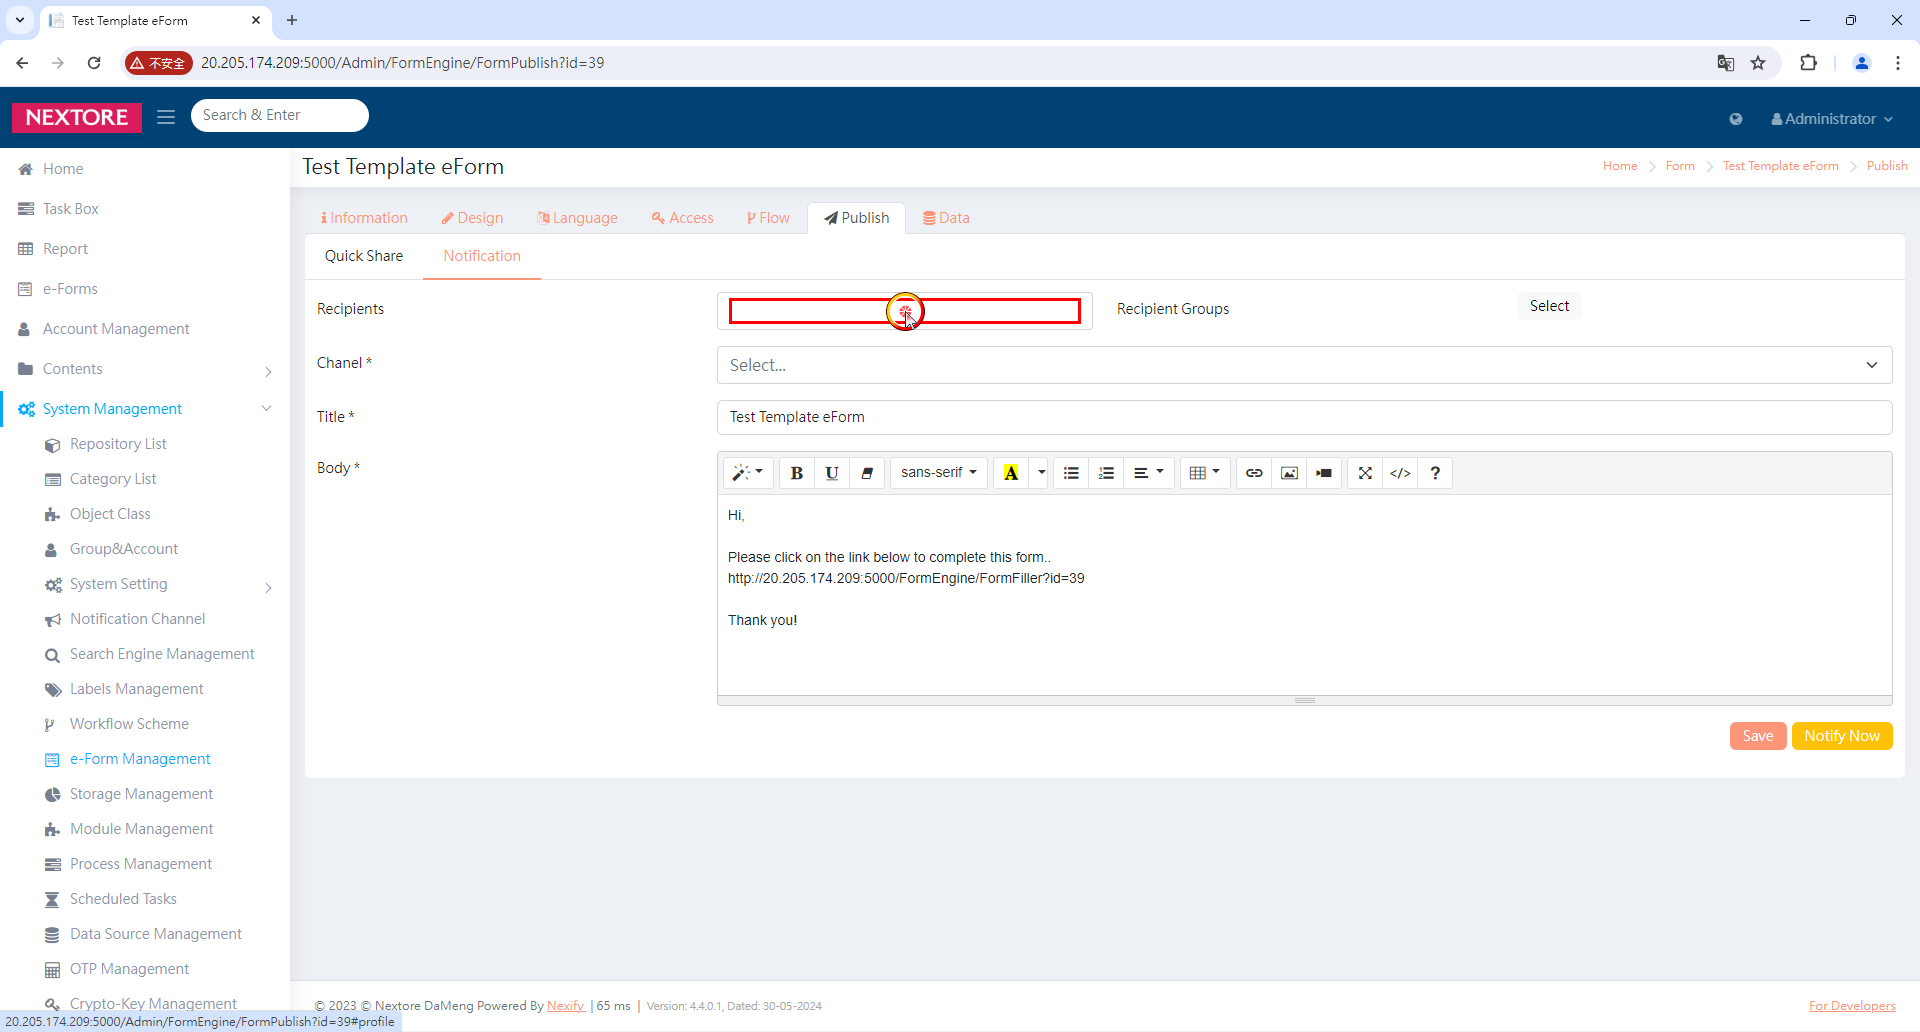 Test Template eForm
不安全
20.205.174.209:5000/Admin/FormEngine/FormPublish?id=39
NEXTORE
Search & Enter
Administrator
Home
Task Box
Report
e-Forms
Account Management
Contents
System Management
Repository List
Category List
Object Class
Group&Account
System Setting
Notification Channel
Search Engine Management
Labels Management
Workflow Scheme
e-Form Management
Storage Management
Module Management
Process Management
Scheduled Tasks
Data Source Management
OTP Management
Crypto-Key Management
Test Template eForm
Home > Form > Test Template eForm > Publish
Information Design Language Access Flow Publish Data
Quick Share Notification
Recipients
Recipient Groups
Select
Chanel *
Select...
Title *
Test Template eForm
Body *
B U sans-serif A </> ?
Hi,
Please click on the link below to complete this form..
http://20.205.174.209:5000/FormEngine/FormFiller?id=39
Thank you!
Save
Notify Now
© 2023 © Nextore DaMeng Powered By Nexify | 65 ms | Version: 4.4.0.1, Dated: 30-05-2024
For Developers
20.205.174.209:5000/Admin/FormEngine/FormPublish?id=39#profile